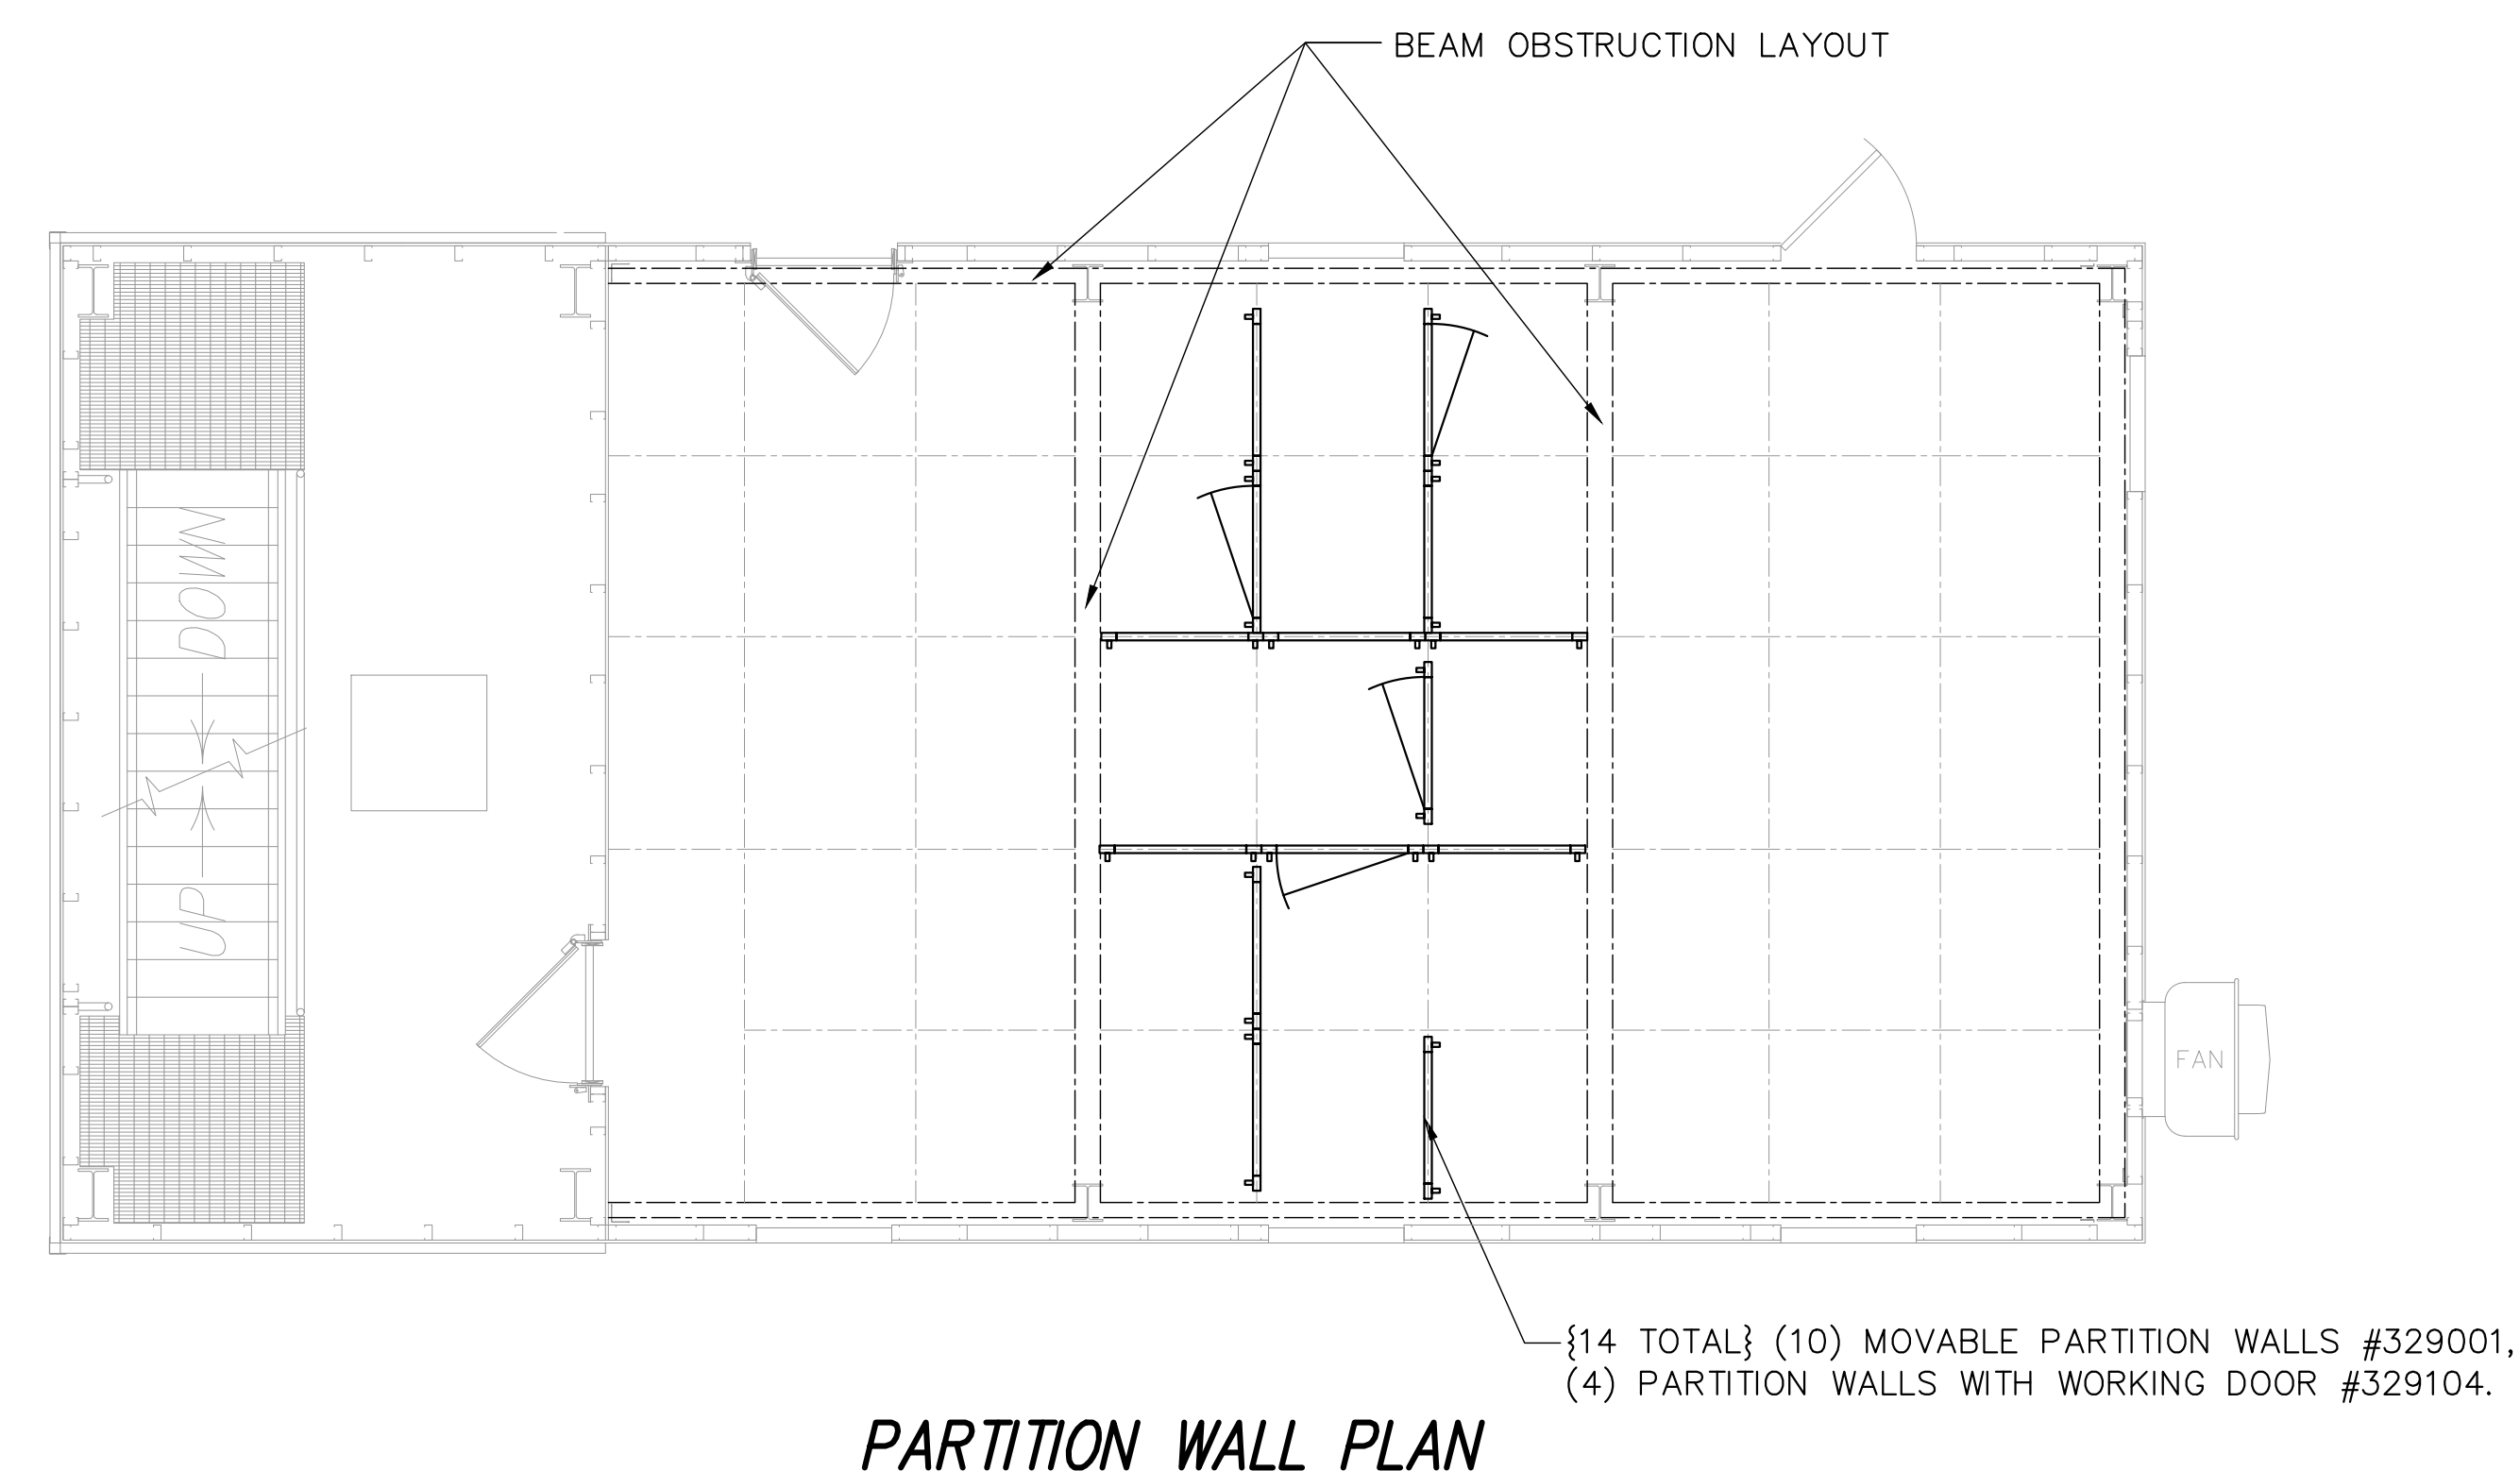 BEAM OBSTRUCTION LAYOUT
DOWN
UP
FAN
{14 TOTAL} (10) MOVABLE PARTITION WALLS #329001,
(4) PARTITION WALLS WITH WORKING DOOR #329104.
PARTITION WALL PLAN